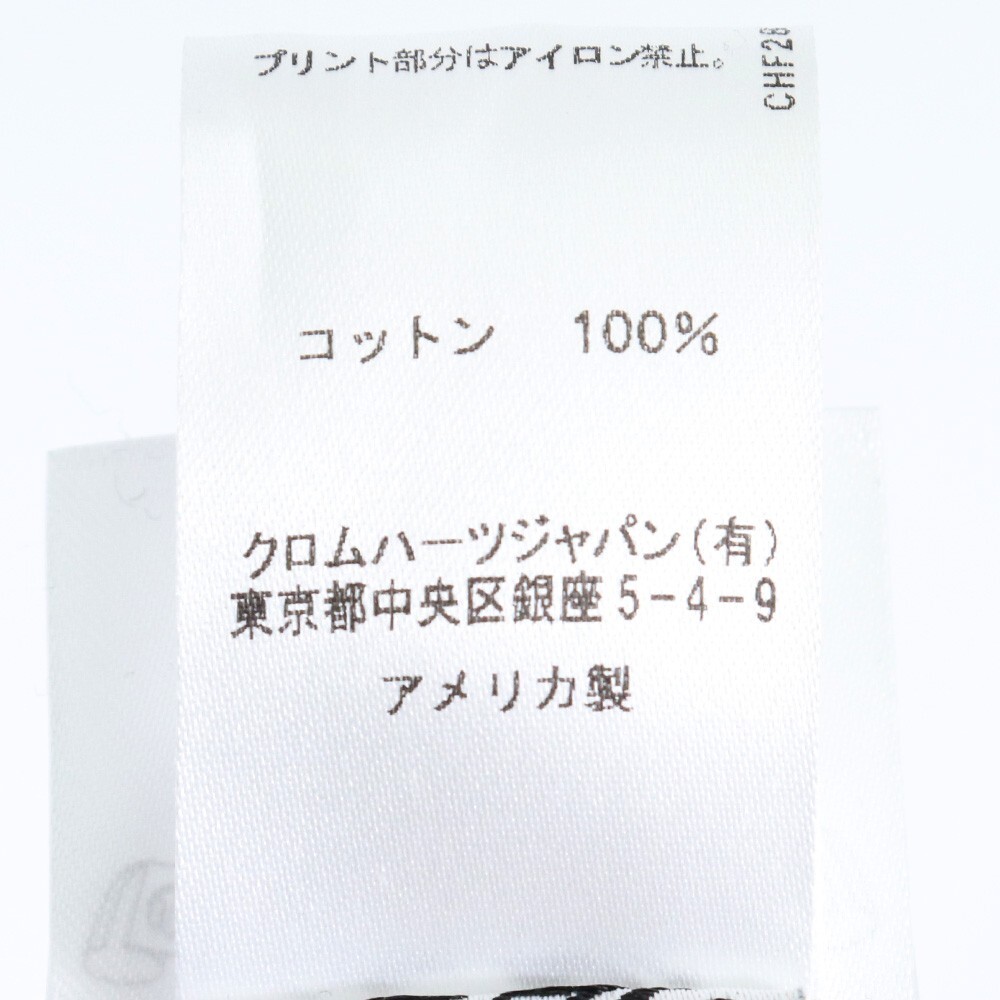 プリント部分はアイロン禁止。
CHF28
コットン 100%
クロムハーツジャパン(有)
東京都中央区銀座5-4-9
アメリカ製